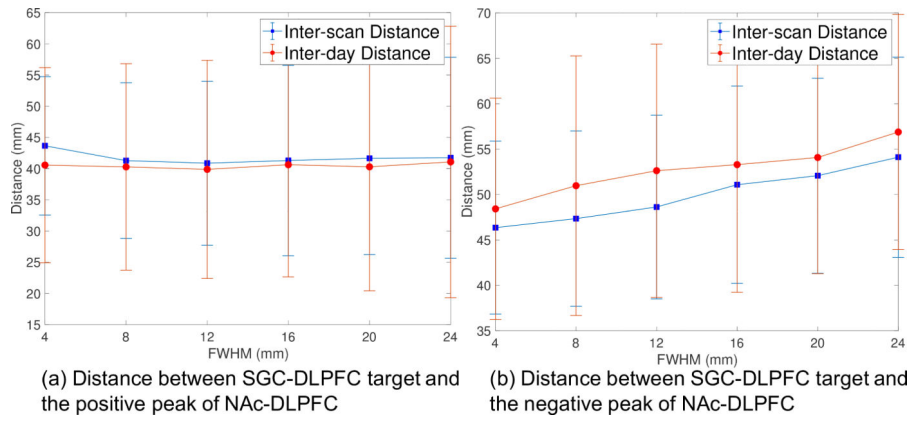 65
60
55
50
45
40
35
30
25
20
15
Distance (mm)
Inter-scan Distance
Inter-day Distance
4 8 12 16 20 24
FWHM (mm)
(a) Distance between SGC-DLPFC target and
the positive peak of NAc-DLPFC
70
65
60
55
50
45
40
35
Distance (mm)
Inter-scan Distance
Inter-day Distance
4 8 12 16 20 24
FWHM (mm)
(b) Distance between SGC-DLPFC target and
the negative peak of NAc-DLPFC